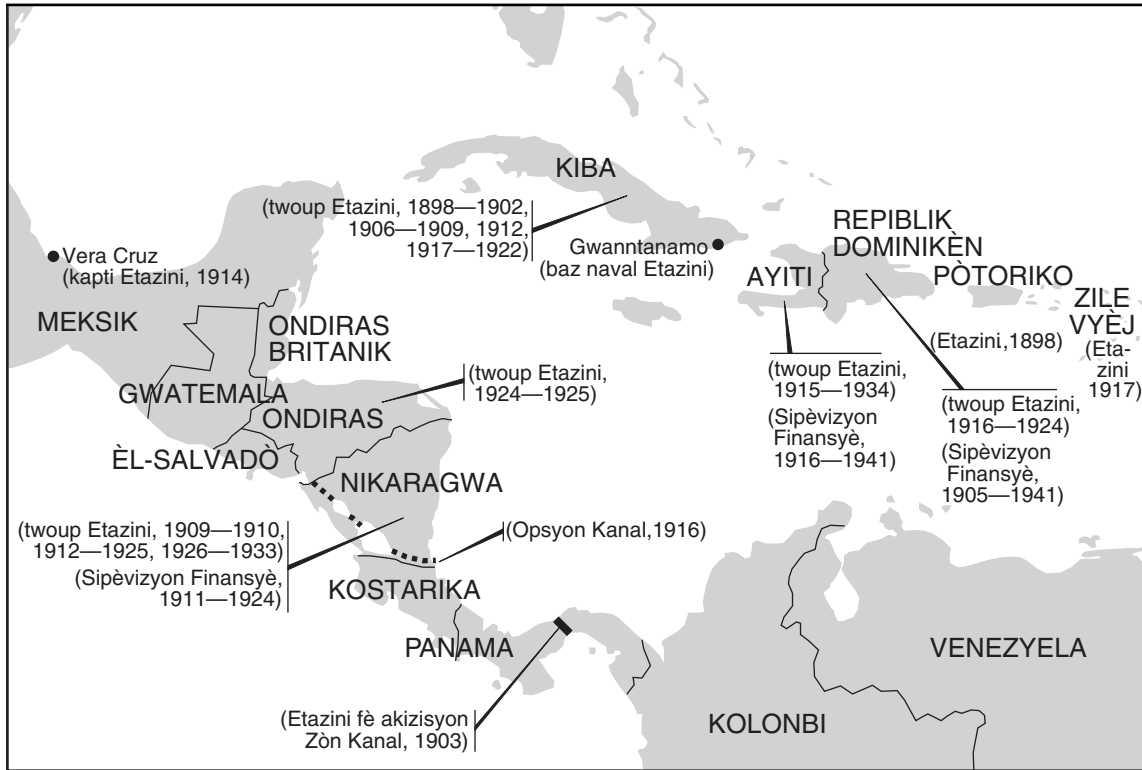 KIBA
(twoup Etazini, 1898—1902,
1906—1909, 1912,
1917—1922)
Gwanntanamo
(baz naval Etazini)
Vera Cruz
(kapti Etazini, 1914)
MEKSIK
REPIBLIK
DOMINIKÈN
AYITI
PÒTORIKO
ZILE
VYÈJ
(Eta-
zini
1917)
(Etazini,1898)
ONDIRAS
BRITANIK
GWATEMALA
(twoup Etazini,
1924—1925)
ONDIRAS
(twoup Etazini,
1915—1934)
(Sipèvizyon
Finansyè,
1916—1941)
(twoup Etazini,
1916—1924)
(Sipèvizyon
Finansyè,
1905—1941)
ÈL-SALVADÒ
NIKARAGWA
(twoup Etazini, 1909—1910,
1912—1925, 1926—1933)
(Sipèvizyon Finansyè,
1911—1924)
(Opsyon Kanal,1916)
KOSTARIKA
PANAMA
VENEZYELA
KOLONBI
(Etazini fè akizisyon
Zòn Kanal, 1903)